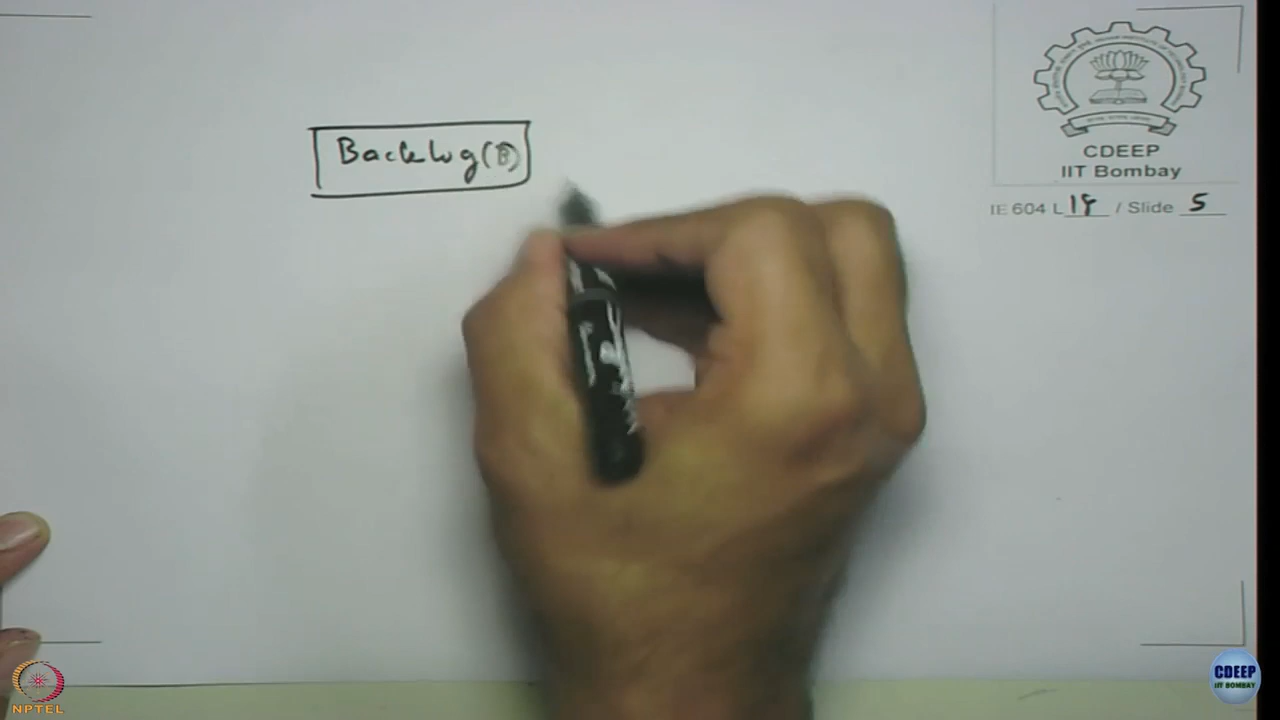 Backlog(B)
CDEEP
IIT Bombay
IE 604 L 18 / Slide 5
NPTEL
CDEEP
IIT BOMBAY